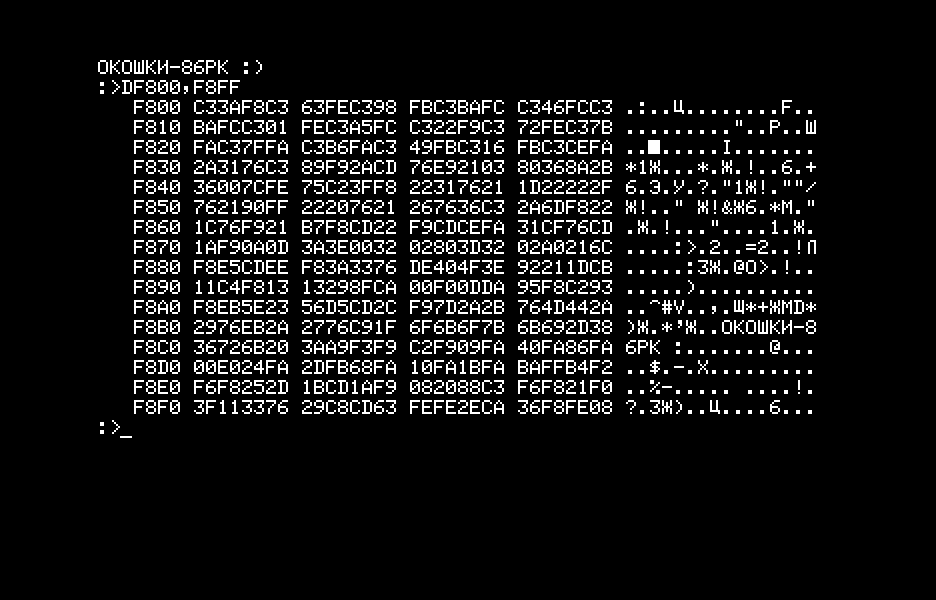 ОКОШКИ-86РК :)
:>DF800,F8FF
F800 C33AF8C3 63FEC398 FBC3BAFC C346FCC3 .:..Ц........F..
F810 BAFCC301 FEC3A5FC C322F9C3 72FEC37B ........."..Р..Ш
F820 FAC37FFA C3B6FAC3 49FBC316 FBC3CEFA ..█.....I.......
F830 2A3176C3 89F92ACD 76E92103 80368A2B *1Ж...*.Ж.!..6.+
F840 36007CFE 75C23FF8 22317621 1D22222F 6.Э.У.?."1Ж!.""/
F850 762190FF 22207621 267636C3 2A6DF822 Ж!.." Ж!&Ж6.*М."
F860 1C76F921 B7F8CD22 F9CDCEFA 31CF76CD .Ж.!..."....1.Ж.
F870 1AF90A0D 3A3E0032 02803D32 02A0216C ....:>.2..=2..!Л
F880 F8E5CDEE F83A3376 DE404F3E 92211DCB .....:3Ж.@O>.!..
F890 11C4F813 13298FCA 00F00DDA 95F8C293 .....)..........
F8A0 F8EB5E23 56D5CD2C F97D2A2B 764D442A ..^#V..,.Щ*+ЖMD*
F8B0 2976EB2A 2776C91F 6F6B6F7B 6B692D38 )Ж.*'Ж..ОКОШКИ-8
F8C0 36726B20 3AA9F3F9 C2F909FA 40FA86FA 6РК :.......@...
F8D0 00E024FA 2DFB68FA 10FA1BFA BAFFB4F2 ..$.-.Х.........
F8E0 F6F8252D 1BCD1AF9 082088C3 F6F821F0 ..%-..... ....!.
F8F0 3F113376 29C8CD63 FEFE2ECA 36F8FE08 ?.3Ж)..Ц....6...
:>_